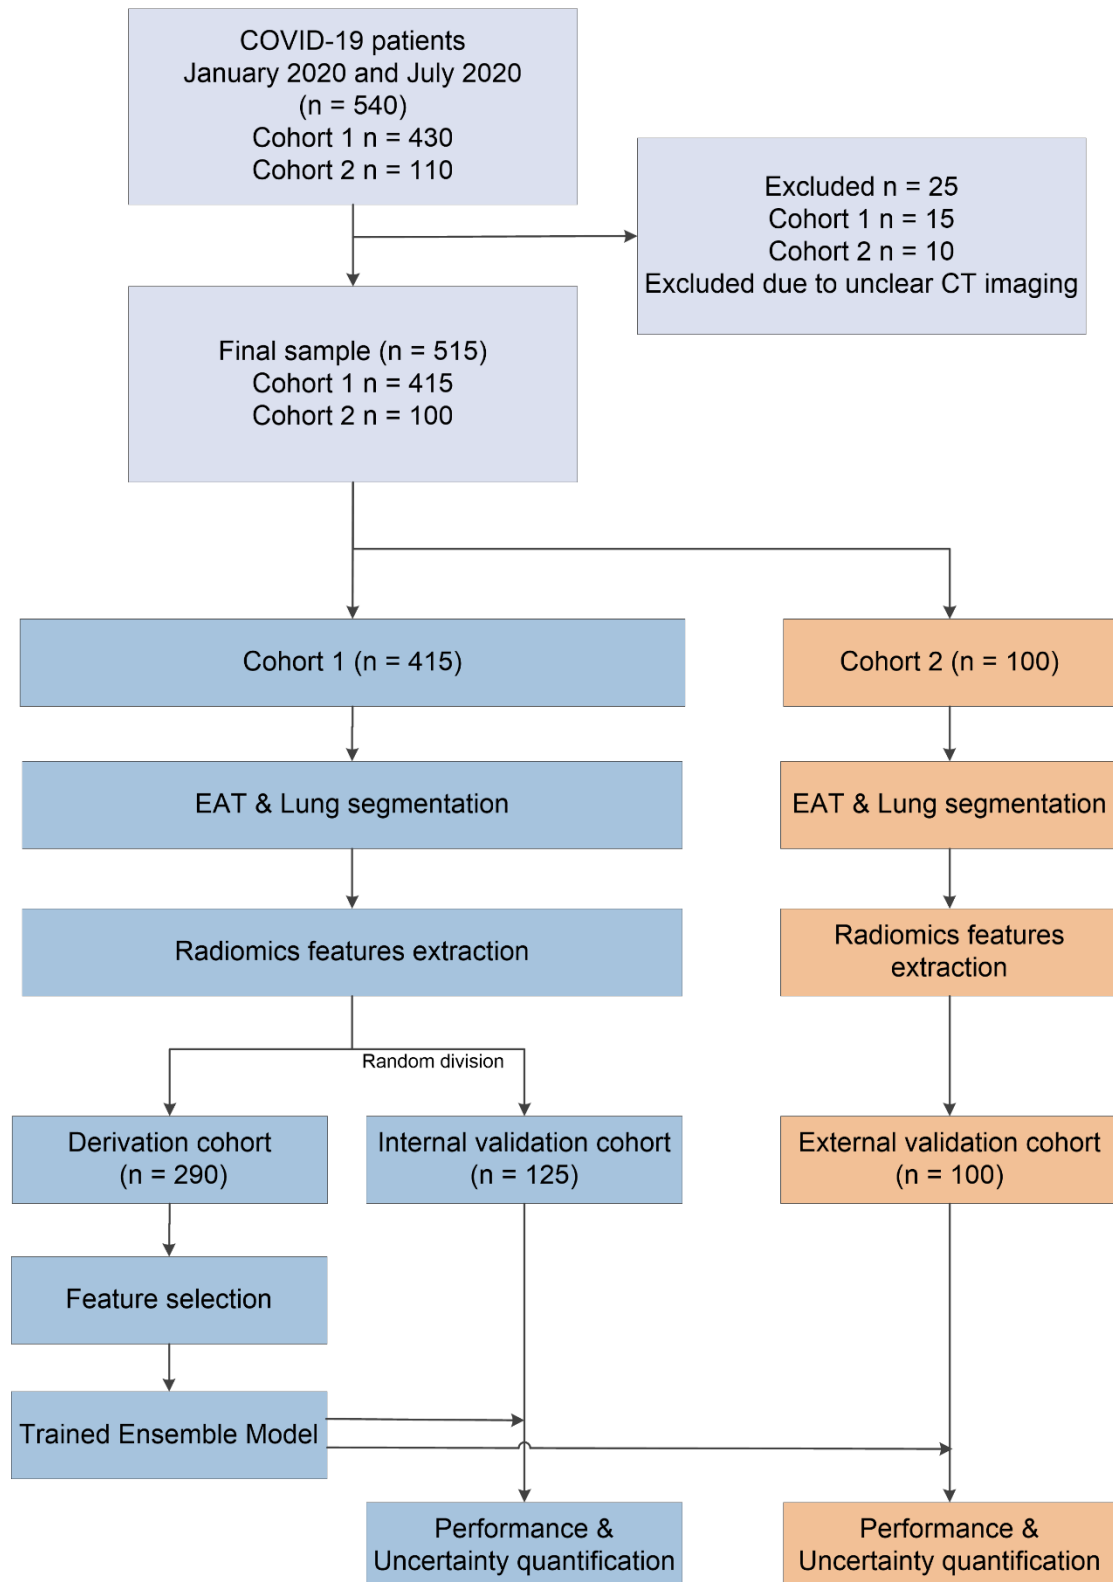 COVID-19 patients
January 2020 and July 2020
(n = 540)
Cohort 1 n = 430
Cohort 2 n = 110
Excluded n = 25
Cohort 1 n = 15
Cohort 2 n = 10
Excluded due to unclear CT imaging
Final sample (n = 515)
Cohort 1 n = 415
Cohort 2 n = 100
Cohort 1 (n = 415)
Cohort 2 (n = 100)
EAT & Lung segmentation
EAT & Lung segmentation
Radiomics features extraction
Radiomics features
extraction
Random division
Derivation cohort
(n = 290)
Internal validation cohort
(n = 125)
External validation cohort
(n = 100)
Feature selection
Trained Ensemble Model
Performance &
Uncertainty quantification
Performance &
Uncertainty quantification